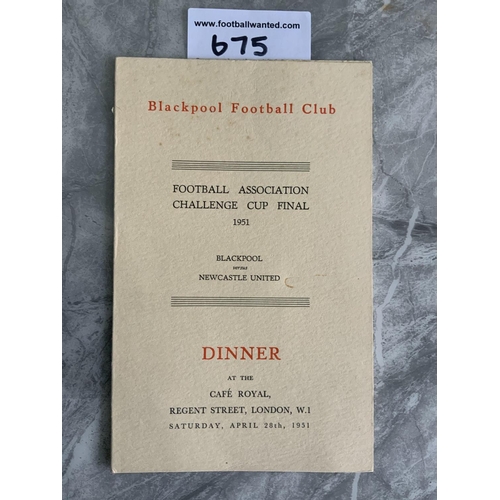 www.footballwanted.com
675
Blackpool Football Club
FOOTBALL ASSOCIATION
CHALLENGE CUP FINAL
1951
BLACKPOOL
versus
NEWCASTLE UNITED
DINNER
AT THE
CAFÉ ROYAL,
REGENT STREET, LONDON, W.1
SATURDAY, APRIL 28th, 1951